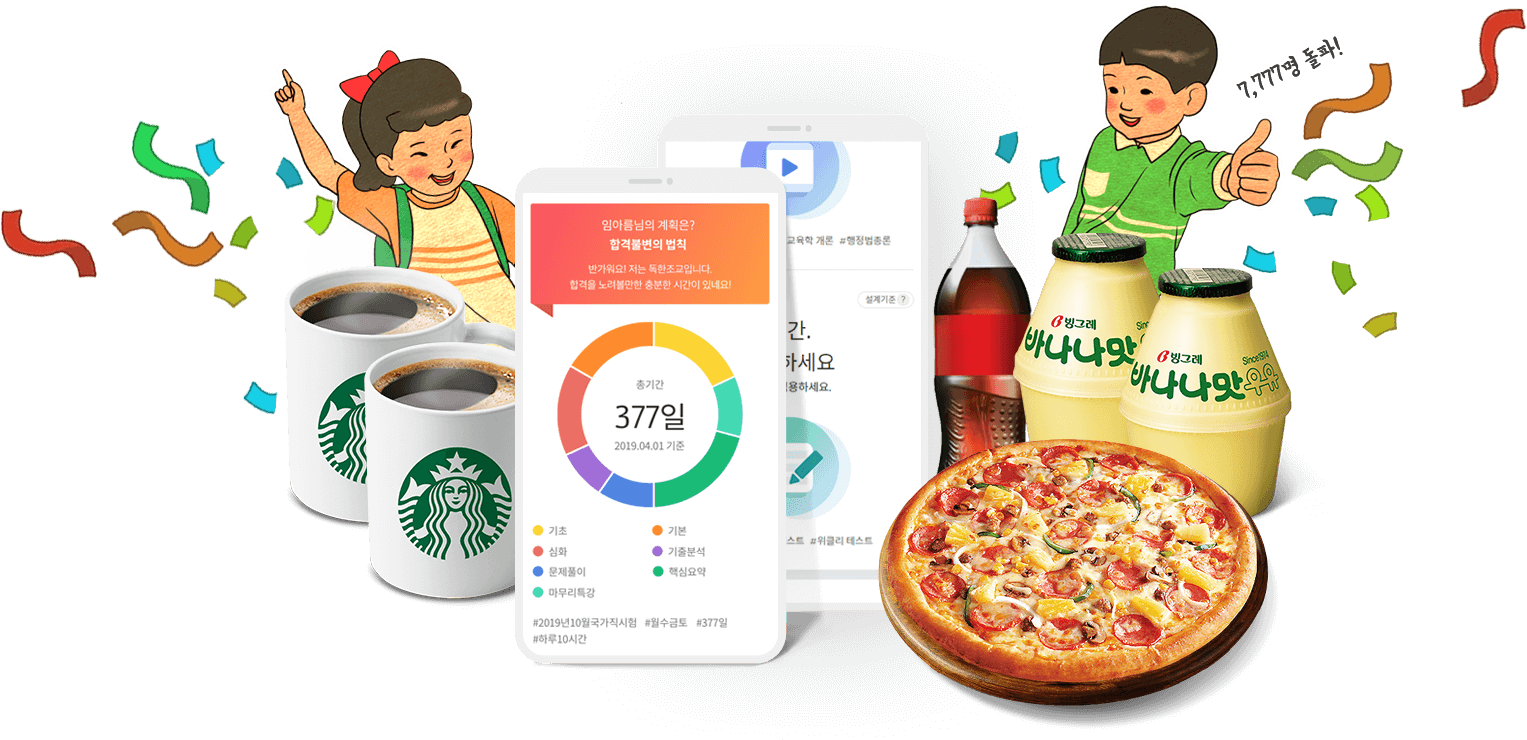 7,777명 돌파!
임아름님의 계획은?
합격불변의 법칙
반가워요! 저는 독한조교입니다.
합격을 노려볼만한 충분한 시간이 있네요!
총기간
377일
2019.04.01 기준
기초
기본
심화
기출분석
문제풀이
핵심요약
마무리특강
#2019년10월국가직시험 #월수금토 #377일
#하루10시간
교육학 개론 #행정법총론
설계기준 ?
간.
하세요
용하세요.
스트 #위클리 테스트
빙그레
Since
바나나맛
빙그레
Since1974
바나나맛우유